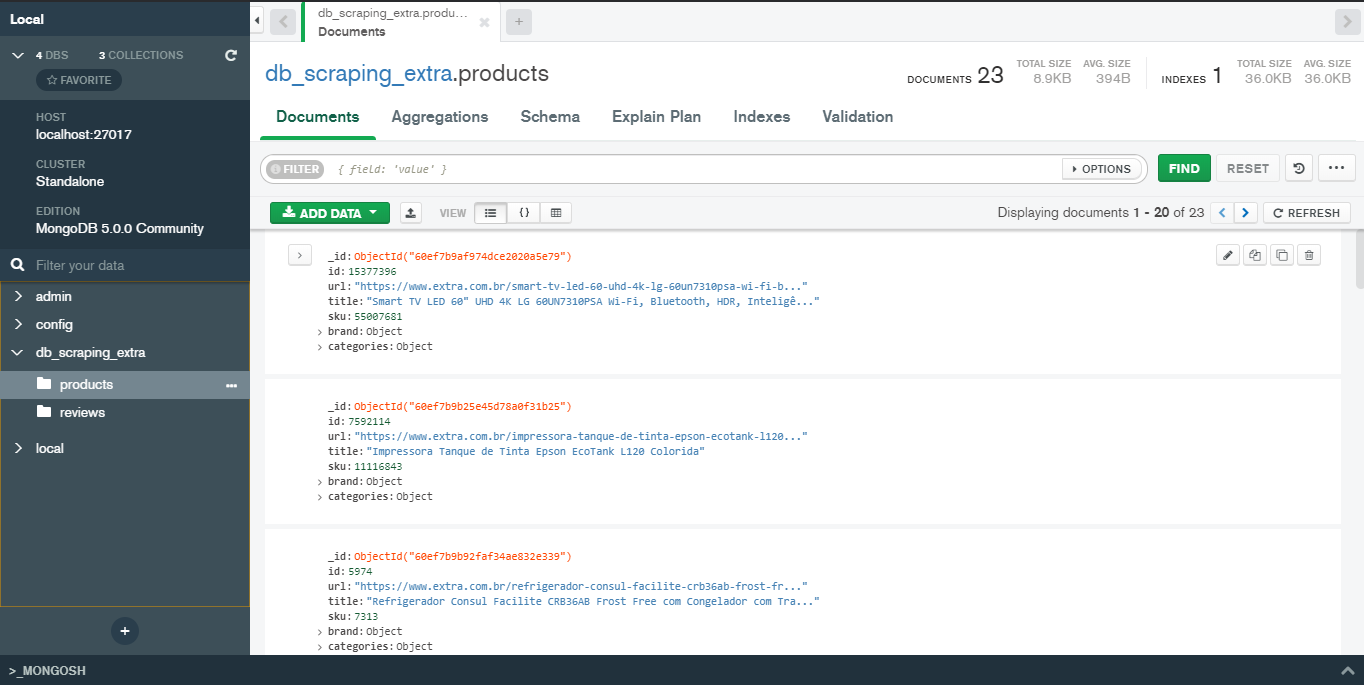 Local
4 DBS 3 COLLECTIONS
FAVORITE
HOST
localhost:27017
CLUSTER
Standalone
EDITION
MongoDB 5.0.0 Community
Filter your data
admin
config
db_scraping_extra
products
reviews
local
>_MONGOSH
db_scraping_extra.produ...
Documents
db_scraping_extra.products
DOCUMENTS 23 TOTAL SIZE 8.9KB AVG. SIZE 394B INDEXES 1 TOTAL SIZE 36.0KB AVG. SIZE 36.0KB
Documents Aggregations Schema Explain Plan Indexes Validation
FILTER { field: 'value' } OPTIONS FIND RESET
ADD DATA VIEW {} Displaying documents 1 - 20 of 23 REFRESH
_id: ObjectId("60ef7b9af974dce2020a5e79")
id: 15377396
url: "https://www.extra.com.br/smart-tv-led-60-uhd-4k-lg-60un7310psa-wi-fi-b..."
title: "Smart TV LED 60" UHD 4K LG 60UN7310PSA Wi-Fi, Bluetooth, HDR, Inteligê..."
sku: 55007681
brand: Object
categories: Object
_id: ObjectId("60ef7b9b25e45d78a0f31b25")
id: 7592114
url: "https://www.extra.com.br/impressora-tanque-de-tinta-epson-ecotank-l120..."
title: "Impressora Tanque de Tinta Epson EcoTank L120 Colorida"
sku: 11116843
brand: Object
categories: Object
_id: ObjectId("60ef7b9b92faf34ae832e339")
id: 5974
url: "https://www.extra.com.br/refrigerador-consul-facilite-crb36ab-frost-fr..."
title: "Refrigerador Consul Facilite CRB36AB Frost Free com Congelador com Tra..."
sku: 7313
brand: Object
categories: Object